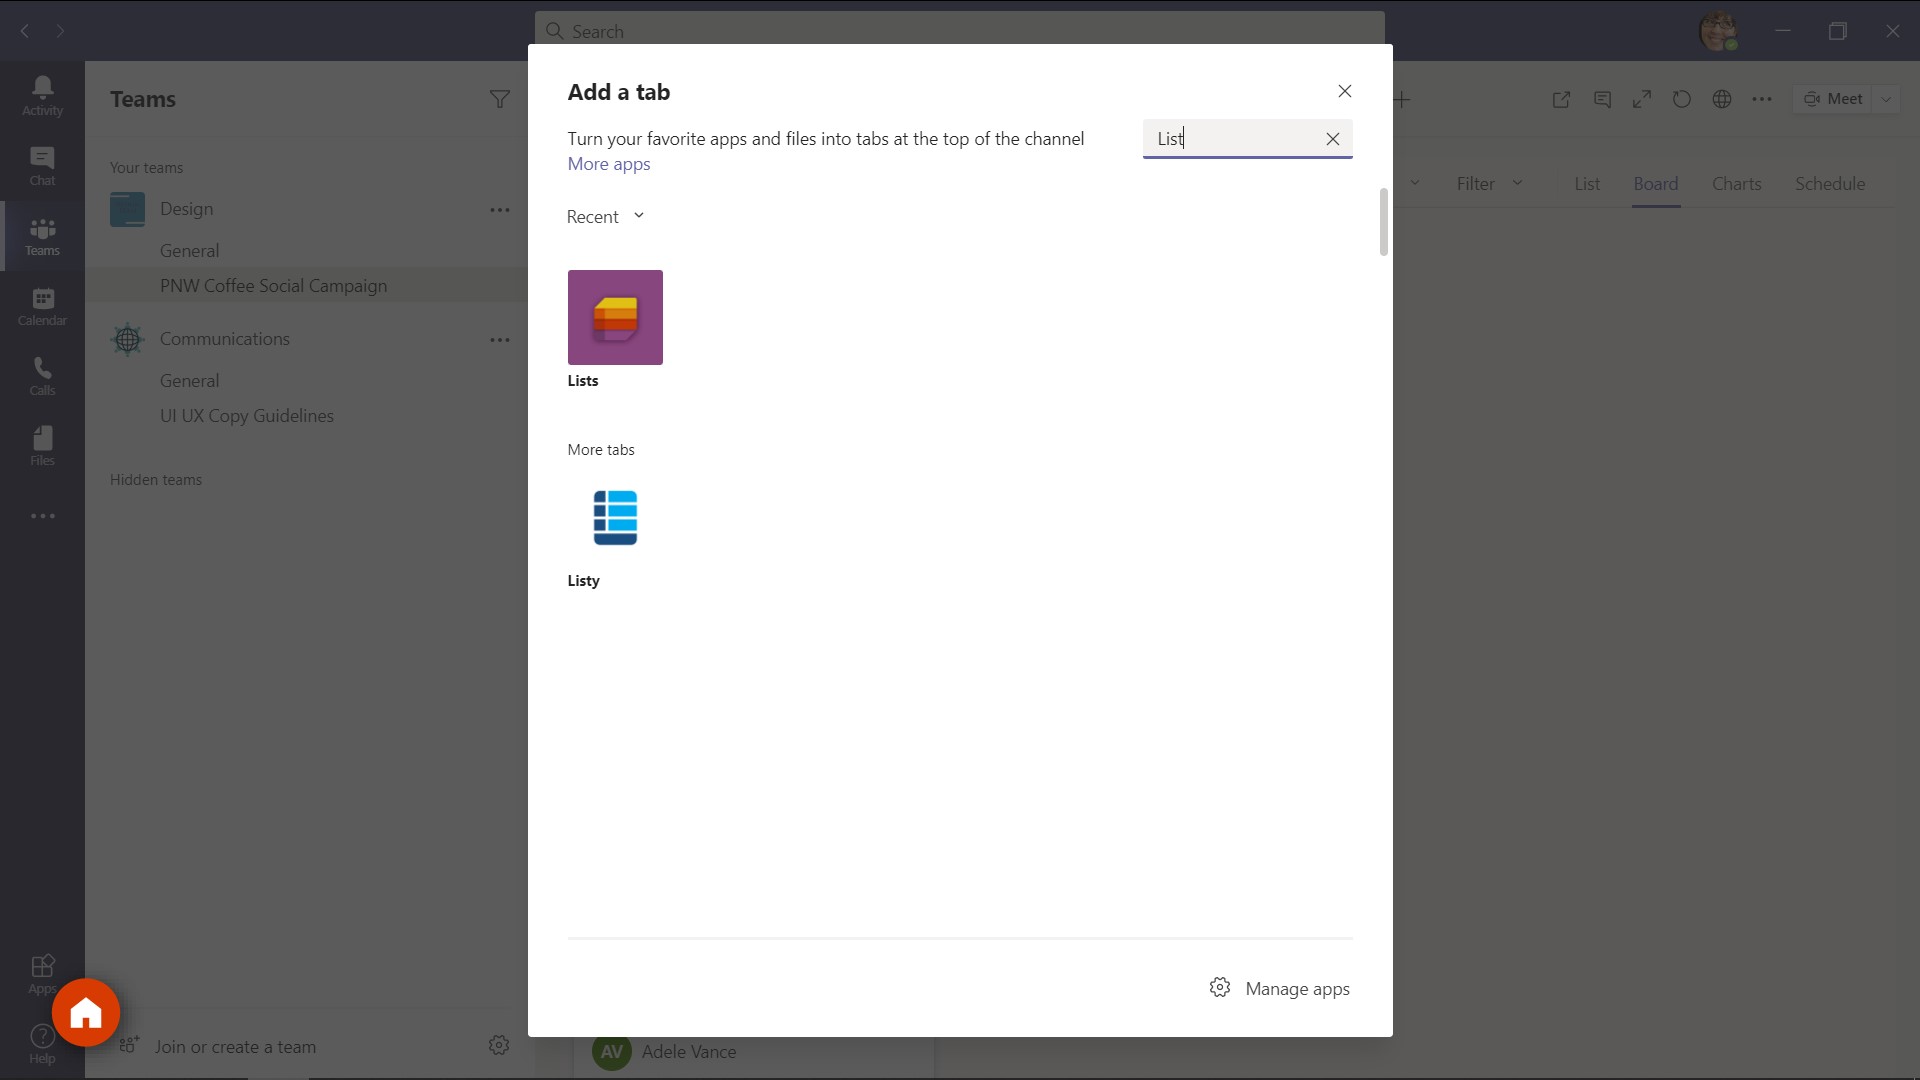 Search
Activity
Chat
Teams
Calendar
Calls
Files
Apps
Help
Teams
Your teams
Design
General
PNW Coffee Social Campaign
Communications
General
UI UX Copy Guidelines
Hidden teams
Join or create a team
Meet
Filter
List
Board
Charts
Schedule
Add a tab
Turn your favorite apps and files into tabs at the top of the channel
More apps
List
Recent
Lists
More tabs
Listy
Manage apps
AV
Adele Vance